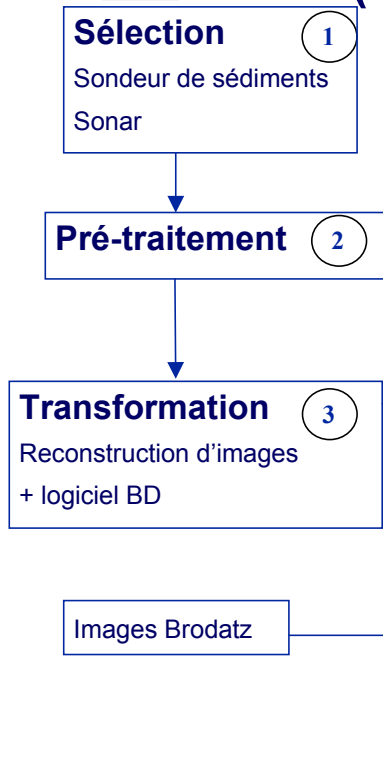 Sélection 1
Sondeur de sédiments
Sonar
Pré-traitement 2
Transformation 3
Reconstruction d'images
+ logiciel BD
Images Brodatz